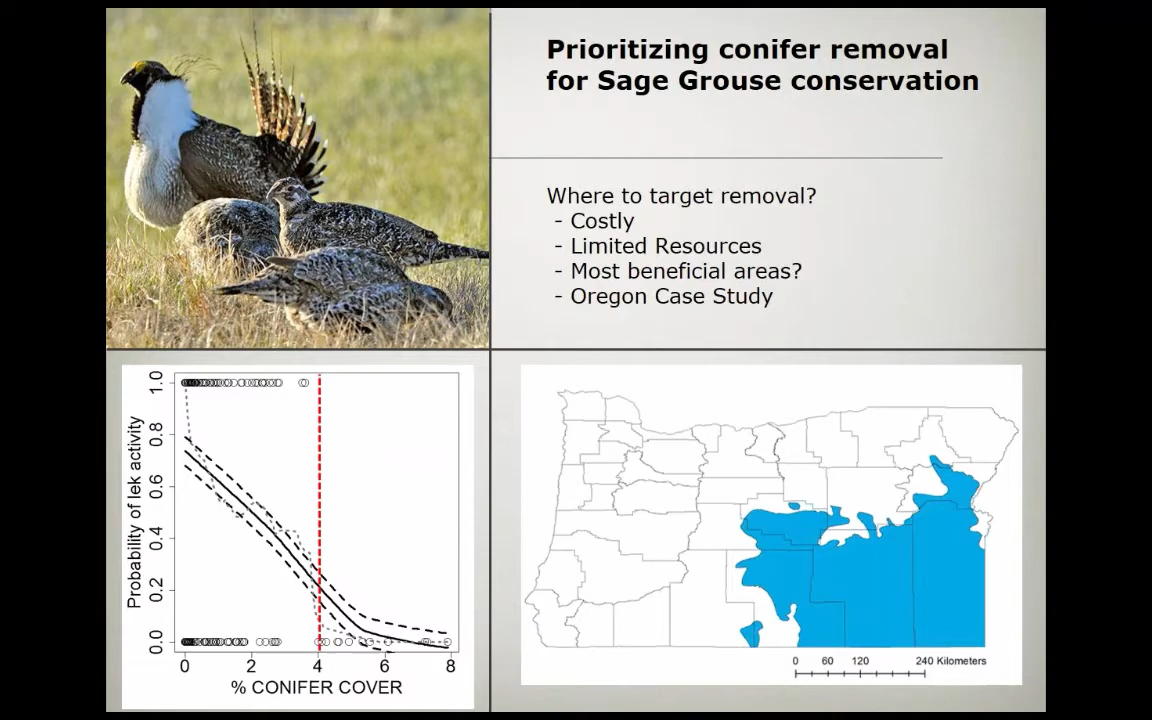 Prioritizing conifer removal
for Sage Grouse conservation
Where to target removal?
- Costly
- Limited Resources
- Most beneficial areas?
- Oregon Case Study
Probability of lek activity
1.0
0.8
0.6
0.4
0.2
0.0
0 2 4 6 8
% CONIFER COVER
0 60 120 240 Kilometers